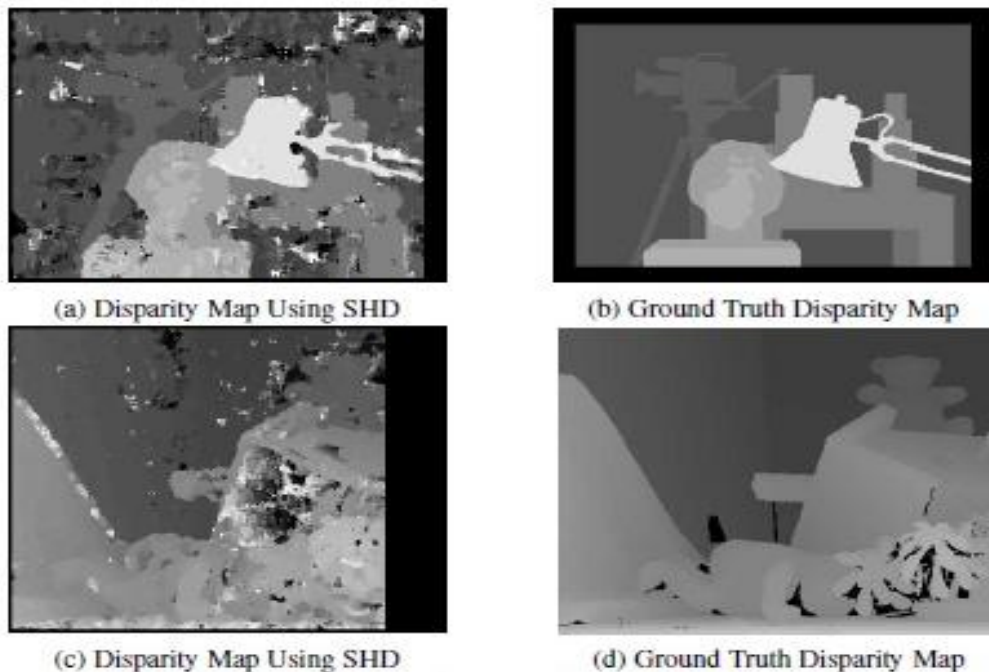 (a) Disparity Map Using SHD
(b) Ground Truth Disparity Map
(c) Disparity Map Using SHD
(d) Ground Truth Disparity Map